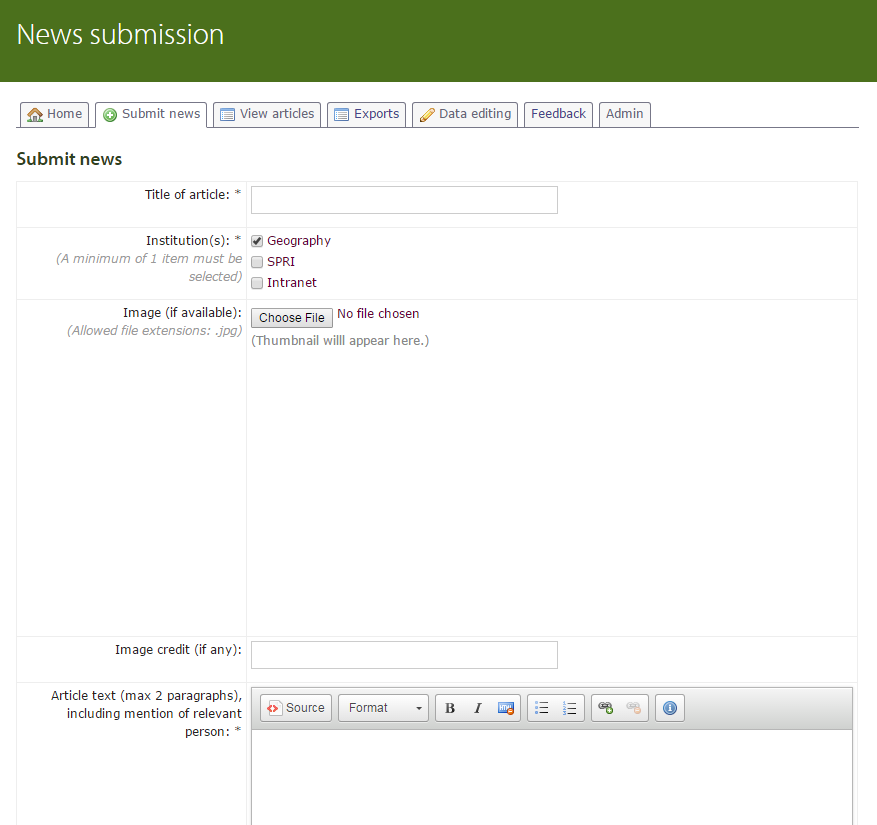 News submission
Home Submit news View articles Exports Data editing Feedback Admin
Submit news
Title of article: *
Institution(s): *
(A minimum of 1 item must be
selected)
Geography
SPRI
Intranet
Image (if available):
(Allowed file extensions: .jpg)
Choose File No file chosen
(Thumbnail willl appear here.)
Image credit (if any):
Article text (max 2 paragraphs),
including mention of relevant
person: *
Source Format B I HTML